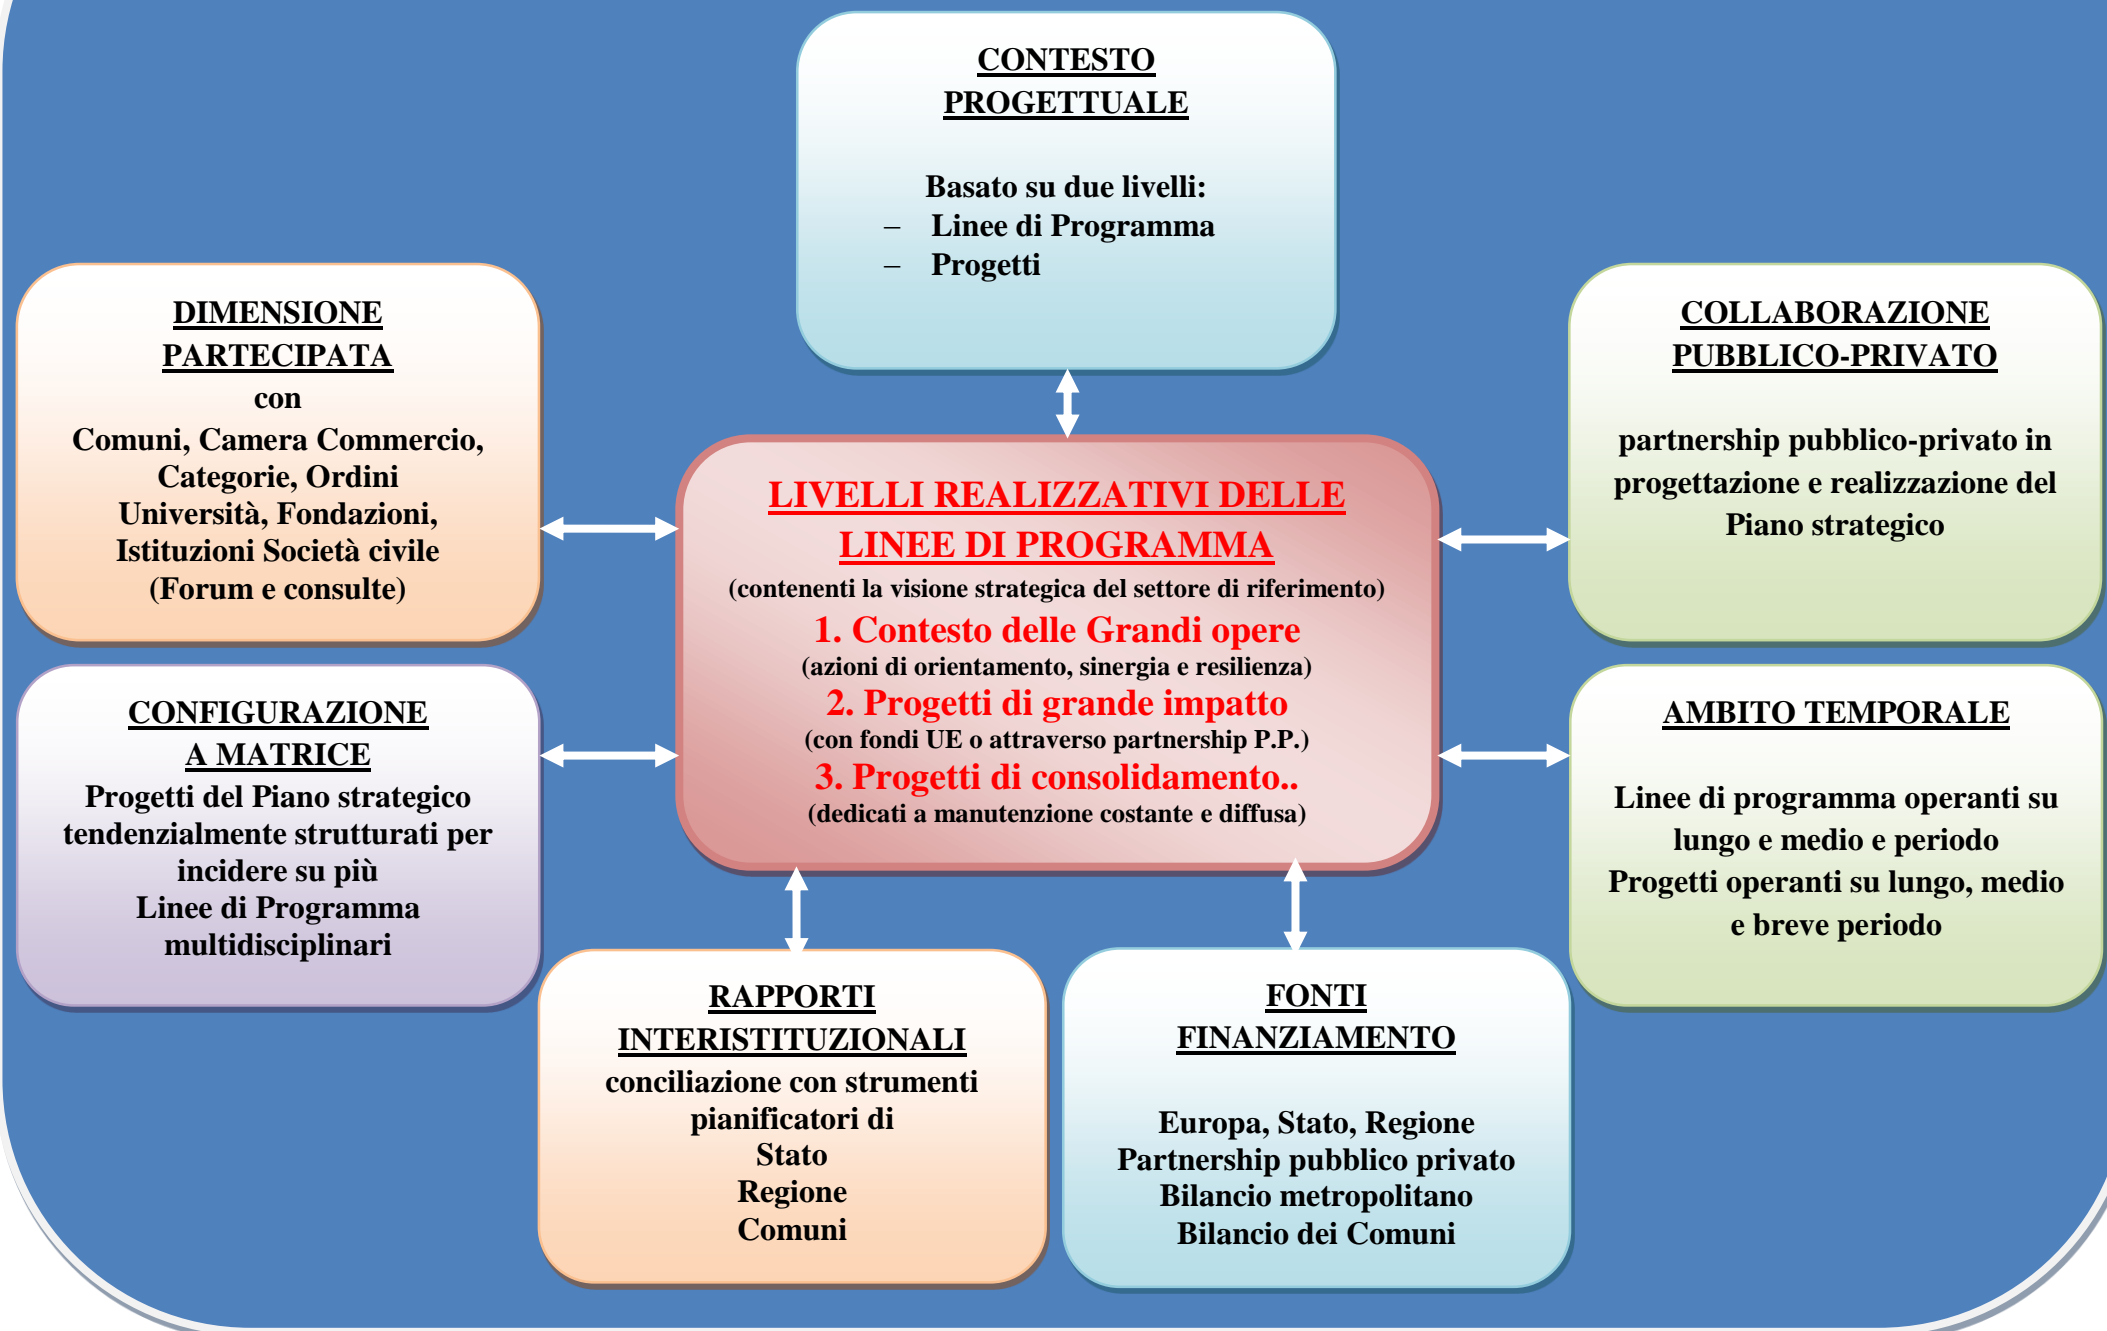 CONTESTO
PROGETTUALE
Basato su due livelli:
– Linee di Programma
– Progetti
DIMENSIONE
PARTECIPATA
con
Comuni, Camera Commercio,
Categorie, Ordini
Università, Fondazioni,
Istituzioni Società civile
(Forum e consulte)
COLLABORAZIONE
PUBBLICO-PRIVATO
partnership pubblico-privato in
progettazione e realizzazione del
Piano strategico
LIVELLI REALIZZATIVI DELLE
LINEE DI PROGRAMMA
(contenenti la visione strategica del settore di riferimento)
1. Contesto delle Grandi opere
(azioni di orientamento, sinergia e resilienza)
2. Progetti di grande impatto
(con fondi UE o attraverso partnership P.P.)
3. Progetti di consolidamento..
(dedicati a manutenzione costante e diffusa)
CONFIGURAZIONE
A MATRICE
Progetti del Piano strategico
tendenzialmente strutturati per
incidere su più
Linee di Programma
multidisciplinari
AMBITO TEMPORALE
Linee di programma operanti su
lungo e medio e periodo
Progetti operanti su lungo, medio
e breve periodo
RAPPORTI
INTERISTITUZIONALI
conciliazione con strumenti
pianificatori di
Stato
Regione
Comuni
FONTI
FINANZIAMENTO
Europa, Stato, Regione
Partnership pubblico privato
Bilancio metropolitano
Bilancio dei Comuni